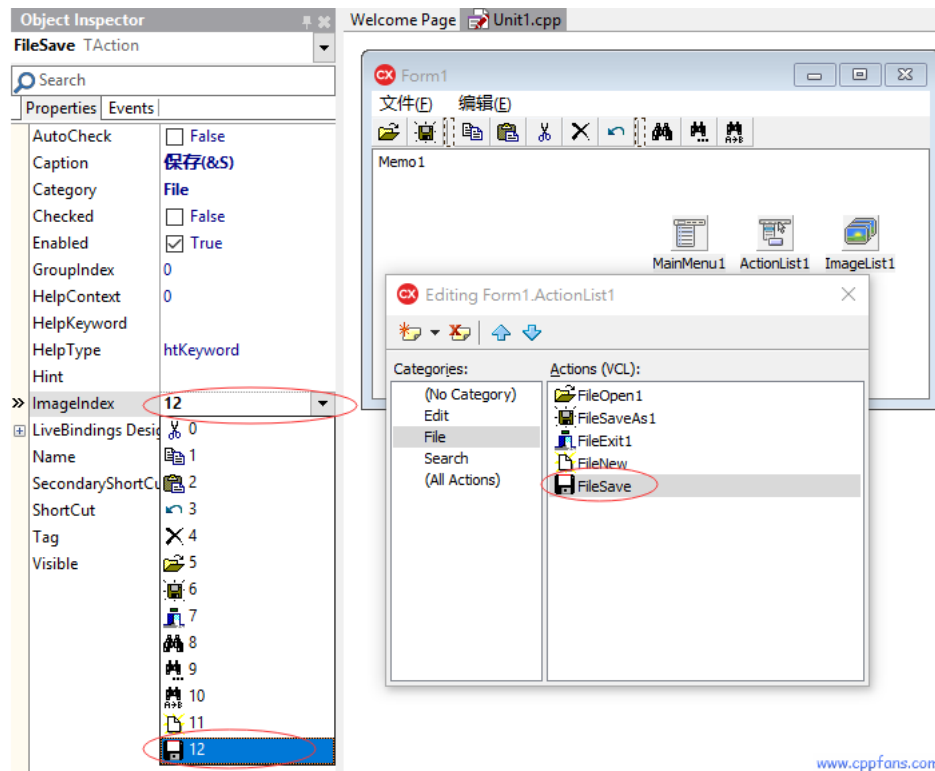 Object Inspector
FileSave TAction
Search
Properties Events
AutoCheck False
Caption 保存(&S)
Category File
Checked False
Enabled True
GroupIndex 0
HelpContext 0
HelpKeyword
HelpType htKeyword
Hint
ImageIndex 12
LiveBindings Desig
Name
SecondaryShortCu
ShortCut
Tag
Visible
0
1
2
3
4
5
6
7
8
9
10
11
12
Welcome Page Unit1.cpp
CX Form1
文件(F) 编辑(E)
A→B
Memo1
MainMenu1 ActionList1 ImageList1
CX Editing Form1.ActionList1
Categories:
(No Category)
Edit
File
Search
(All Actions)
Actions (VCL):
FileOpen1
FileSaveAs1
FileExit1
FileNew
FileSave
www.cppfans.com